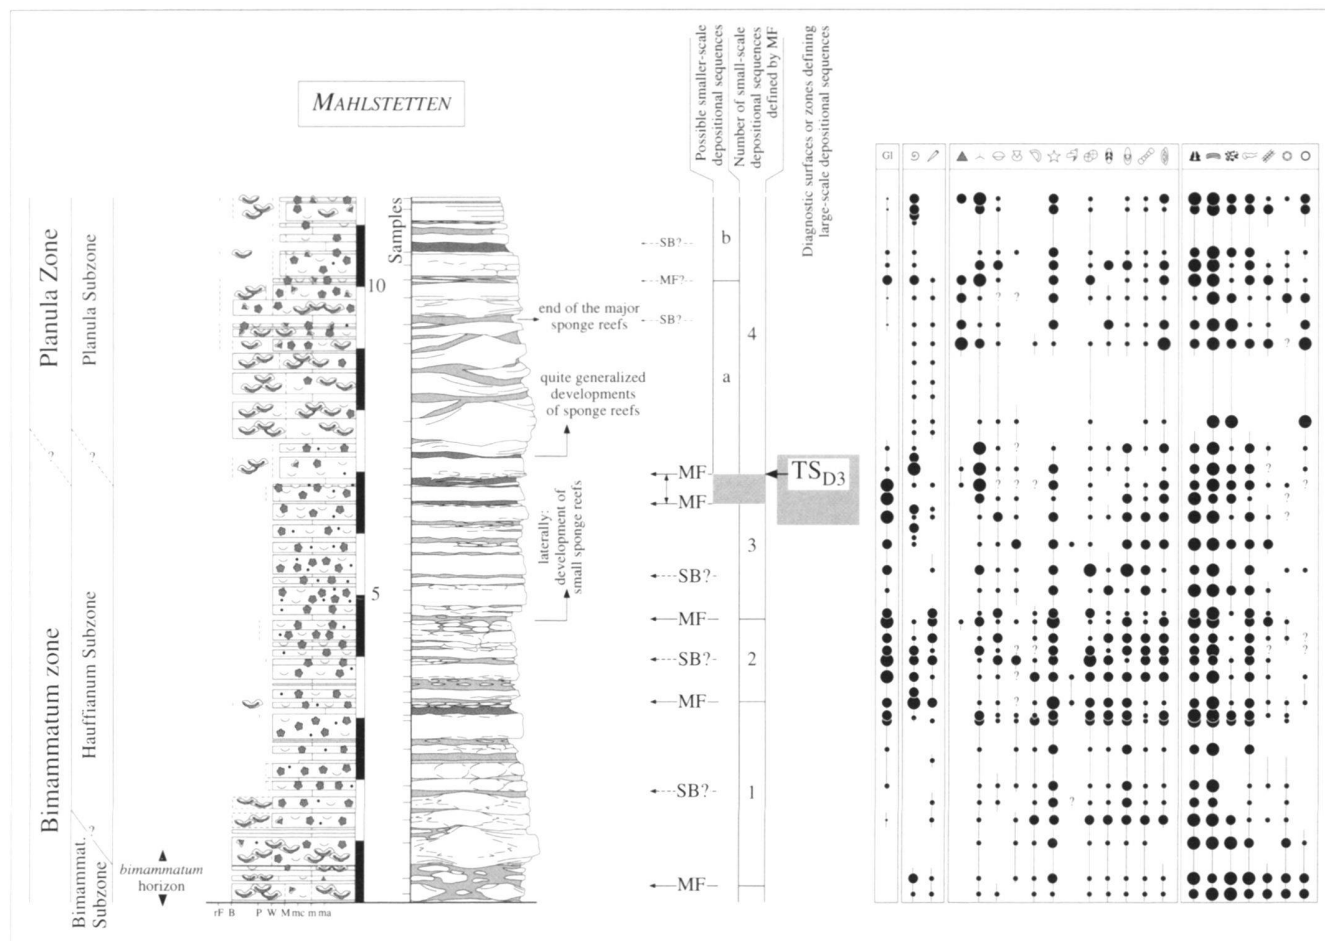 MAHLSTETTEN
Possible smaller-scale
depositional sequences
Number of small-scale
depositional sequences
defined by MF
Diagnostic surfaces or zones defining
large-scale depositional sequences
GI
Samples
Planula Zone
Planula Subzone
Bimammatum zone
Hauffianum Subzone
Bimammat.
Subzone
?
?
?
bimammatum
horizon
10
5
end of the major
sponge reefs
quite generalized
developments
of sponge reefs
laterally:
development of
small sponge reefs
SB?
MF?
SB?
MF
MF
SB?
MF
SB?
MF
SB?
MF
b
4
a
3
2
1
TSD3
? ?
?
?
?
? ? ?
?
?
?
?
?
? ?
? ?
?
?
?
rF B P W M mc m ma